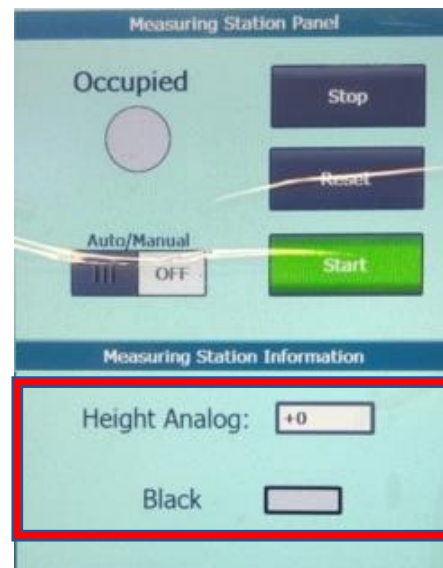 Measuring Station Panel
Occupied
Stop
Reset
Auto/Manual
OFF
Start
Measuring Station Information
Height Analog:
+0
Black